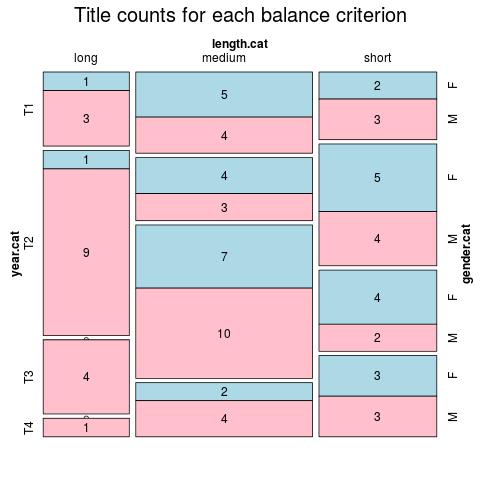 Title counts for each balance criterion
length.cat
long medium short
year.cat
gender.cat
T1
T2
T3
T4
1
3
1
9
4
1
5
4
4
3
7
10
2
4
2
3
5
4
4
2
3
3
F
M
F
M
F
M
F
M